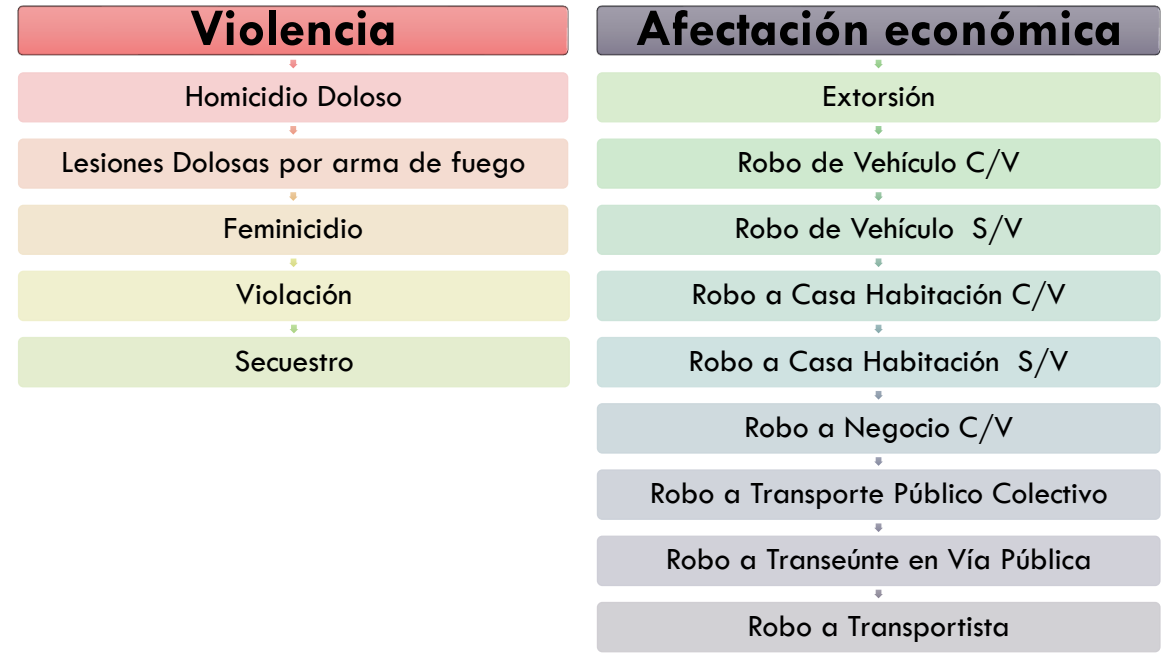 Violencia
Homicidio Doloso
Lesiones Dolosas por arma de fuego
Feminicidio
Violación
Secuestro
Afectación económica
Extorsión
Robo de Vehículo C/V
Robo de Vehículo S/V
Robo a Casa Habitación C/V
Robo a Casa Habitación S/V
Robo a Negocio C/V
Robo a Transporte Público Colectivo
Robo a Transeúnte en Vía Pública
Robo a Transportista